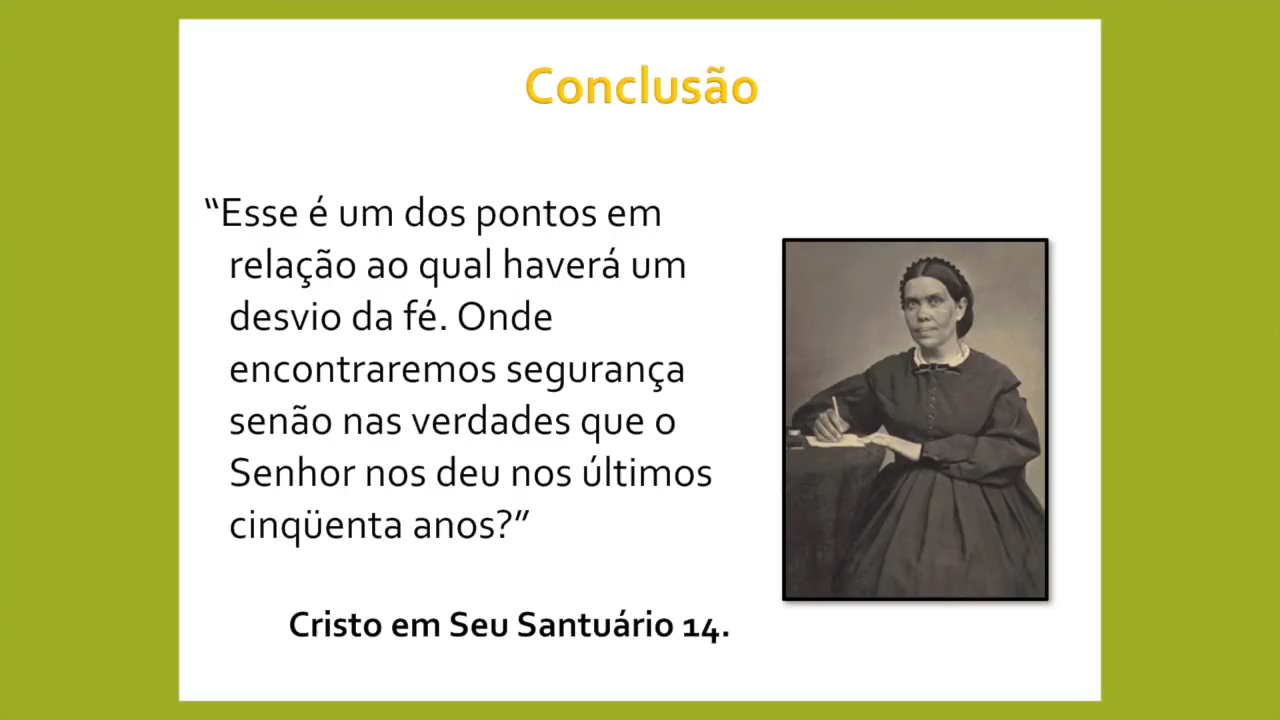 Conclusão
“Esse é um dos pontos em
relação ao qual haverá um
desvio da fé. Onde
encontraremos segurança
senão nas verdades que o
Senhor nos deu nos últimos
cinqüenta anos?”
Cristo em Seu Santuário 14.